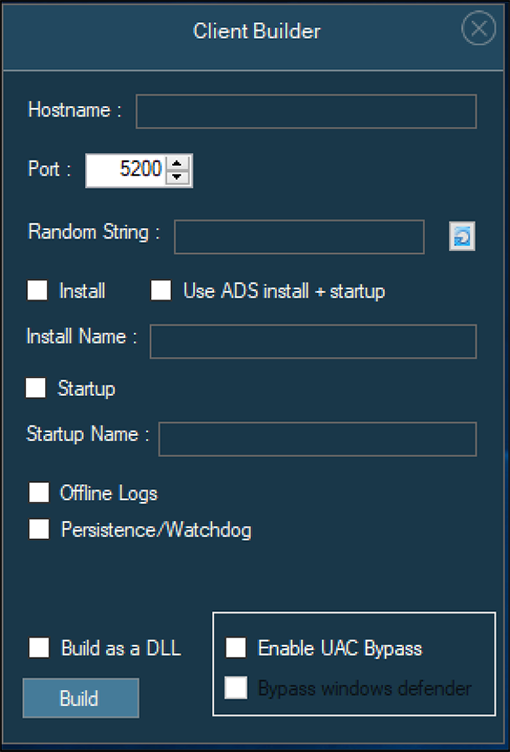 Client Builder
Hostname :
Port : 5200
Random String :
Install Use ADS install + startup
Install Name :
Startup
Startup Name :
Offline Logs
Persistence/Watchdog
Build as a DLL Enable UAC Bypass
Build Bypass windows defender